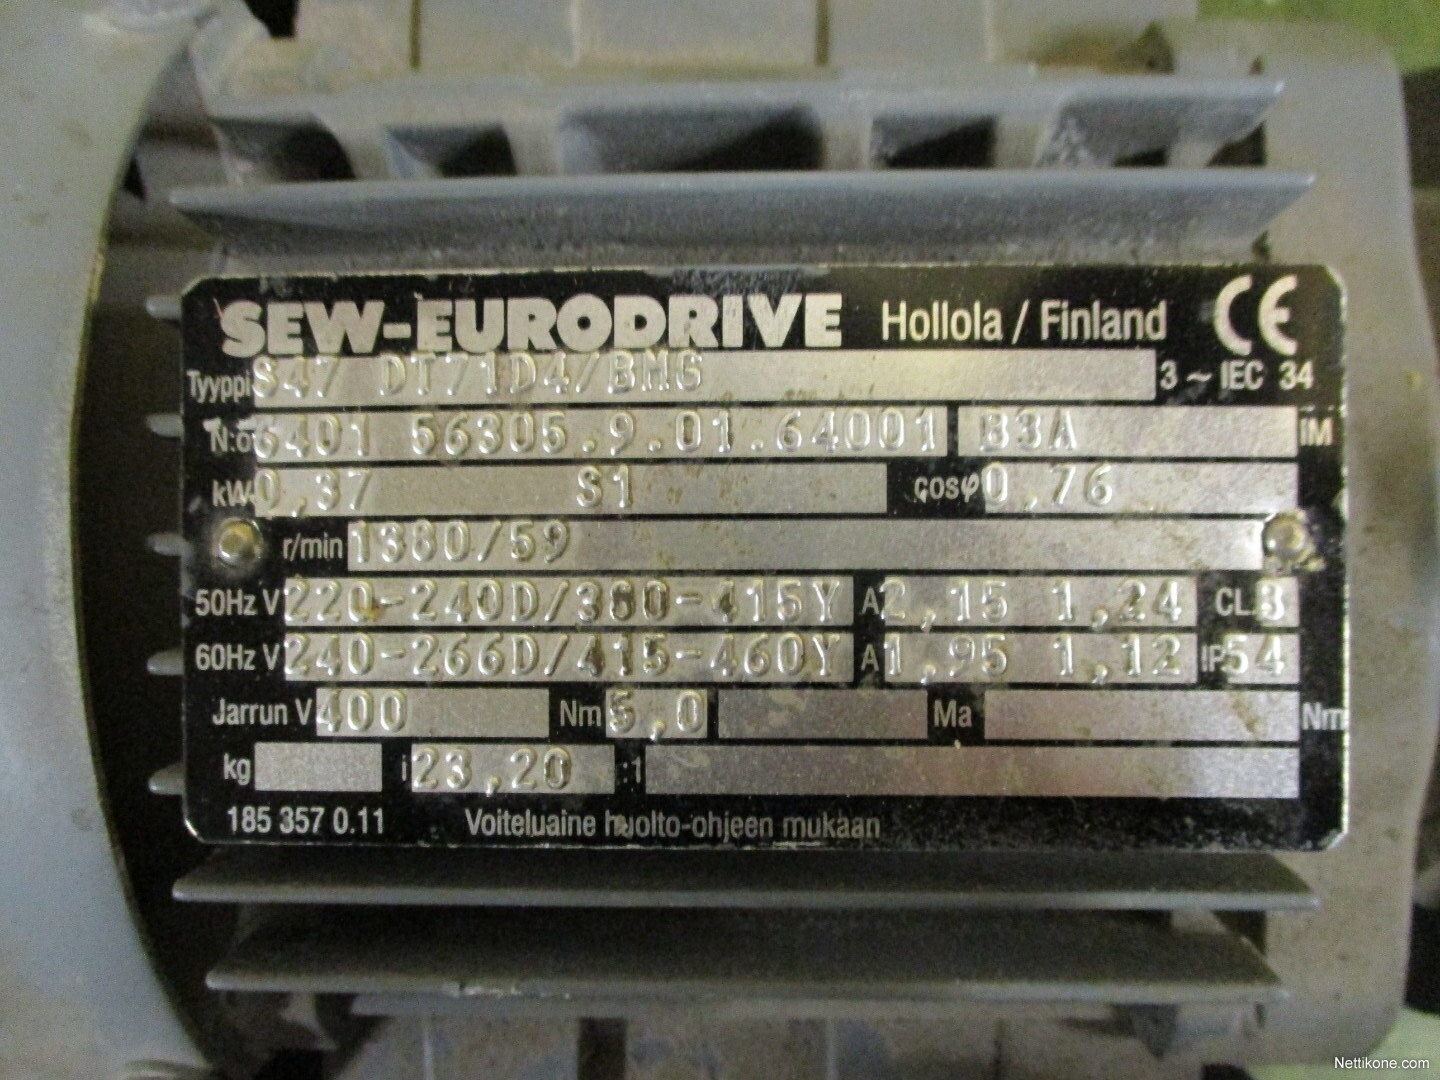 SEW-EURODRIVE Hollola / Finland CE
Tyyppi S47 DT71D4/BMG 3 ~ IEC 34
N:o 6401 56305.9.01.64001 B3A IM
kW 0,37 S1 cosφ 0,76
r/min 1380/59
50Hz V 220-240D/380-415Y A 2,15 1,24 CL. B
60Hz V 240-266D/415-460Y A 1,95 1,12 IP 54
Jarrun V 400 Nm 5,0 Ma Nm
kg i 23,20 :1
185 357 0.11 Voiteluaine huolto-ohjeen mukaan
Nettikone.com